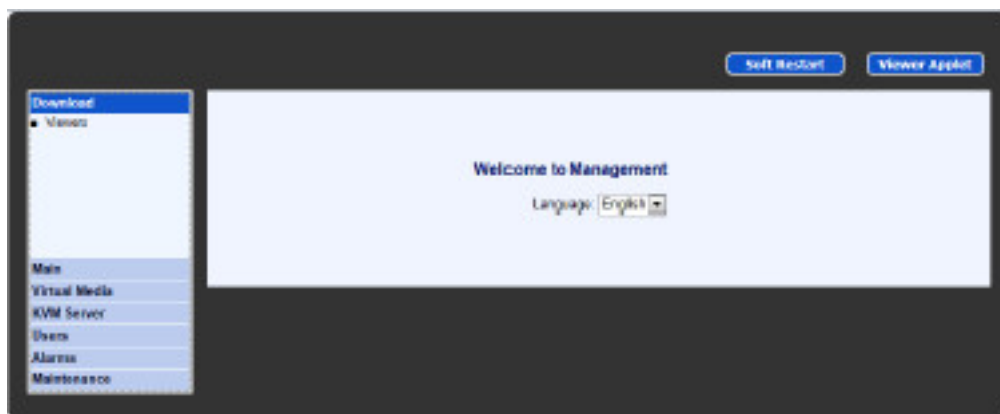 Soft Restart
Viewer Applet
Download
Viewers
Welcome to Management
Language: English
Main
Virtual Media
KVM Server
Users
Alarms
Maintenance